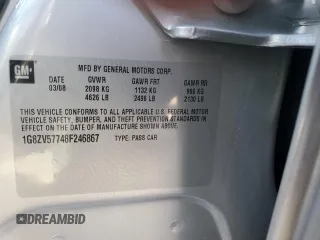 GM
MFD BY GENERAL MOTORS CORP.
DATE GVWR GAWR FRT GAWR RR
03/08 2098 KG 1132 KG 966 KG
4626 LB 2496 LB 2130 LB
THIS VEHICLE CONFORMS TO ALL APPLICABLE U.S. FEDERAL MOTOR
VEHICLE SAFETY, BUMPER, AND THEFT PREVENTION STANDARDS IN
EFFECT ON THE DATE OF MANUFACTURE SHOWN ABOVE.
1G8ZV57748F246867 TYPE: PASS CAR